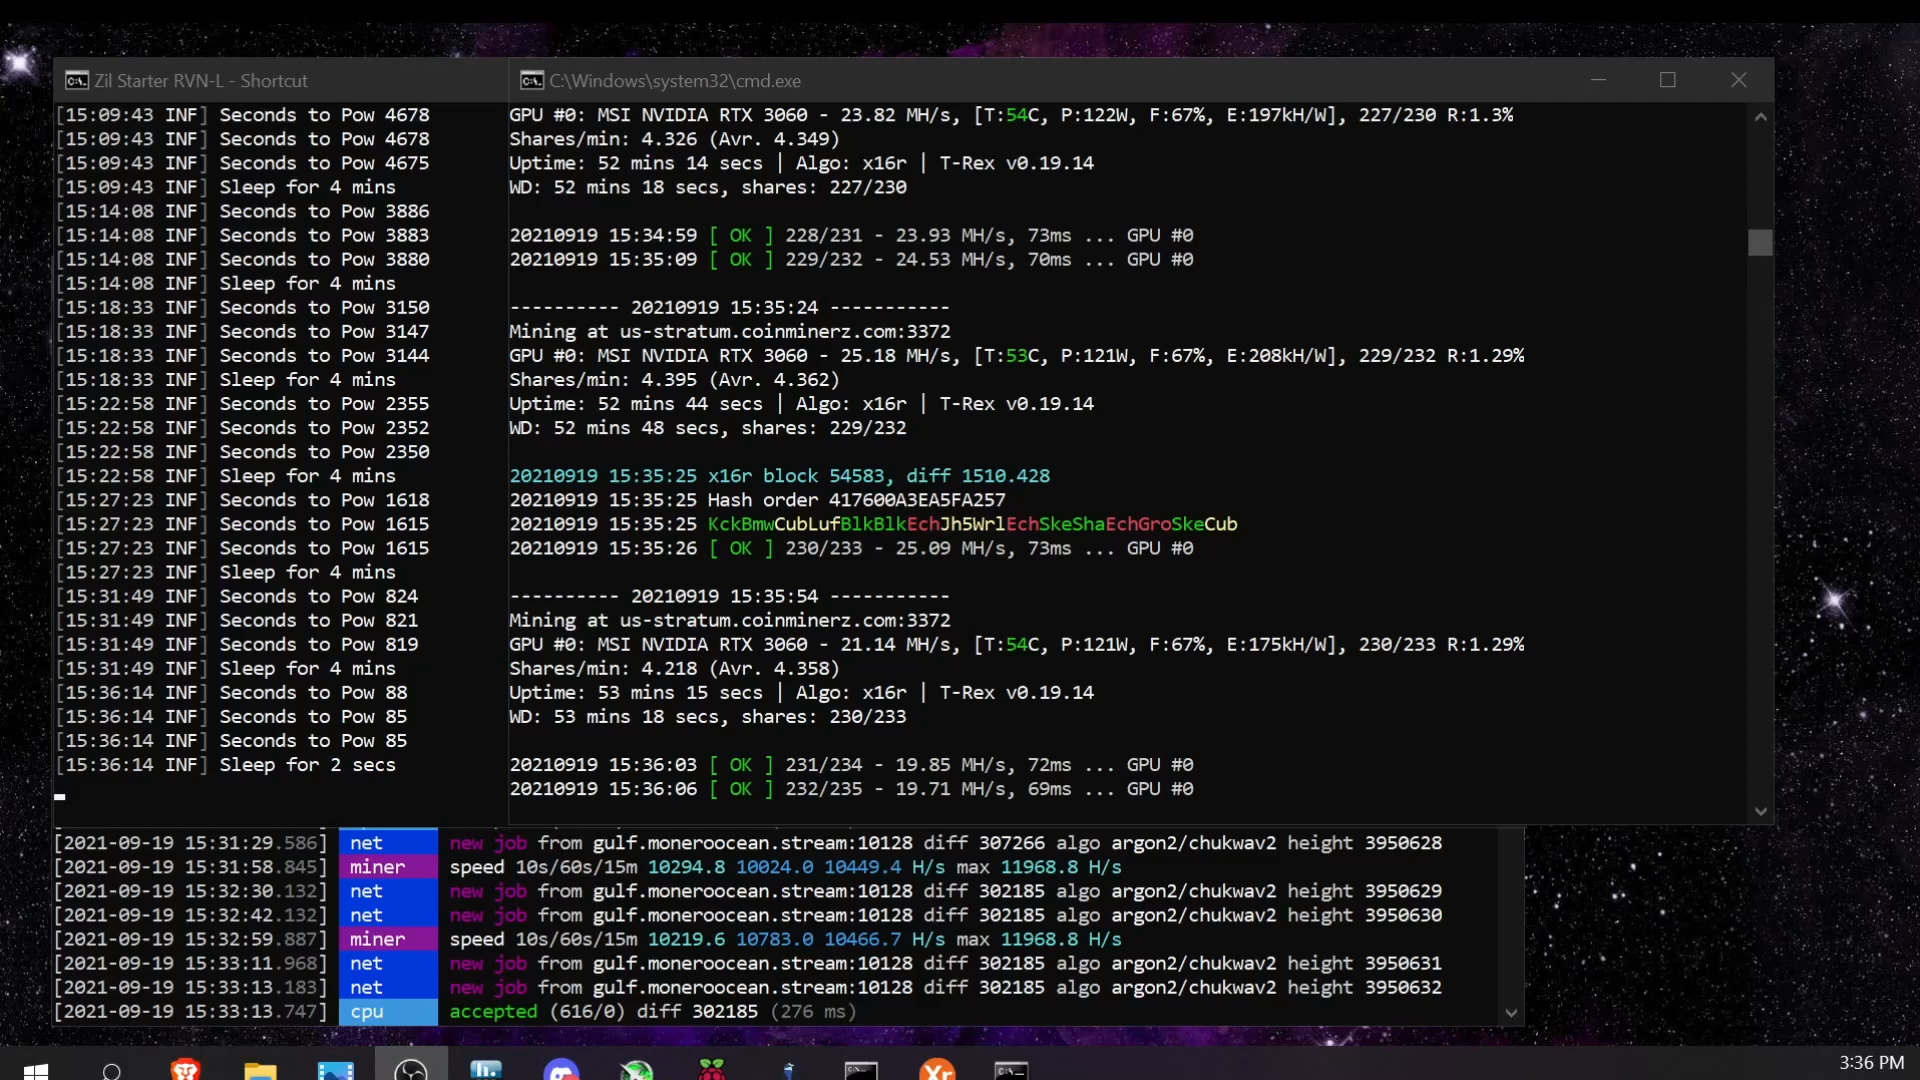 Zil Starter RVN-L - Shortcut
[15:09:43 INF] Seconds to Pow 4678
[15:09:43 INF] Seconds to Pow 4678
[15:09:43 INF] Seconds to Pow 4675
[15:09:43 INF] Sleep for 4 mins
[15:14:08 INF] Seconds to Pow 3886
[15:14:08 INF] Seconds to Pow 3883
[15:14:08 INF] Seconds to Pow 3880
[15:14:08 INF] Sleep for 4 mins
[15:18:33 INF] Seconds to Pow 3150
[15:18:33 INF] Seconds to Pow 3147
[15:18:33 INF] Seconds to Pow 3144
[15:18:33 INF] Sleep for 4 mins
[15:22:58 INF] Seconds to Pow 2355
[15:22:58 INF] Seconds to Pow 2352
[15:22:58 INF] Seconds to Pow 2350
[15:22:58 INF] Sleep for 4 mins
[15:27:23 INF] Seconds to Pow 1618
[15:27:23 INF] Seconds to Pow 1615
[15:27:23 INF] Seconds to Pow 1615
[15:27:23 INF] Sleep for 4 mins
[15:31:49 INF] Seconds to Pow 824
[15:31:49 INF] Seconds to Pow 821
[15:31:49 INF] Seconds to Pow 819
[15:31:49 INF] Sleep for 4 mins
[15:36:14 INF] Seconds to Pow 88
[15:36:14 INF] Seconds to Pow 85
[15:36:14 INF] Seconds to Pow 85
[15:36:14 INF] Sleep for 2 secs
C:\Windows\system32\cmd.exe
GPU #0: MSI NVIDIA RTX 3060 - 23.82 MH/s, [T:54C, P:122W, F:67%, E:197kH/W], 227/230 R:1.3%
Shares/min: 4.326 (Avr. 4.349)
Uptime: 52 mins 14 secs | Algo: x16r | T-Rex v0.19.14
WD: 52 mins 18 secs, shares: 227/230
20210919 15:34:59 [ OK ] 228/231 - 23.93 MH/s, 73ms ... GPU #0
20210919 15:35:09 [ OK ] 229/232 - 24.53 MH/s, 70ms ... GPU #0
---------- 20210919 15:35:24 -----------
Mining at us-stratum.coinminerz.com:3372
GPU #0: MSI NVIDIA RTX 3060 - 25.18 MH/s, [T:53C, P:121W, F:67%, E:208kH/W], 229/232 R:1.29%
Shares/min: 4.395 (Avr. 4.362)
Uptime: 52 mins 44 secs | Algo: x16r | T-Rex v0.19.14
WD: 52 mins 48 secs, shares: 229/232
20210919 15:35:25 x16r block 54583, diff 1510.428
20210919 15:35:25 Hash order 417600A3EA5FA257
20210919 15:35:25 KckBmwCubLufBlkBlkEchJh5WrlEchSkeShaEchGroSkeCub
20210919 15:35:26 [ OK ] 230/233 - 25.09 MH/s, 73ms ... GPU #0
---------- 20210919 15:35:54 -----------
Mining at us-stratum.coinminerz.com:3372
GPU #0: MSI NVIDIA RTX 3060 - 21.14 MH/s, [T:54C, P:121W, F:67%, E:175kH/W], 230/233 R:1.29%
Shares/min: 4.218 (Avr. 4.358)
Uptime: 53 mins 15 secs | Algo: x16r | T-Rex v0.19.14
WD: 53 mins 18 secs, shares: 230/233
20210919 15:36:03 [ OK ] 231/234 - 19.85 MH/s, 72ms ... GPU #0
20210919 15:36:06 [ OK ] 232/235 - 19.71 MH/s, 69ms ... GPU #0
[2021-09-19 15:31:29.586] net new job from gulf.moneroocean.stream:10128 diff 307266 algo argon2/chukwav2 height 3950628
[2021-09-19 15:31:58.845] miner speed 10s/60s/15m 10294.8 10024.0 10449.4 H/s max 11968.8 H/s
[2021-09-19 15:32:30.132] net new job from gulf.moneroocean.stream:10128 diff 302185 algo argon2/chukwav2 height 3950629
[2021-09-19 15:32:42.132] net new job from gulf.moneroocean.stream:10128 diff 302185 algo argon2/chukwav2 height 3950630
[2021-09-19 15:32:59.887] miner speed 10s/60s/15m 10219.6 10783.0 10466.7 H/s max 11968.8 H/s
[2021-09-19 15:33:11.968] net new job from gulf.moneroocean.stream:10128 diff 302185 algo argon2/chukwav2 height 3950631
[2021-09-19 15:33:13.183] net new job from gulf.moneroocean.stream:10128 diff 302185 algo argon2/chukwav2 height 3950632
[2021-09-19 15:33:13.747] cpu accepted (616/0) diff 302185 (276 ms)
Xr
3:36 PM